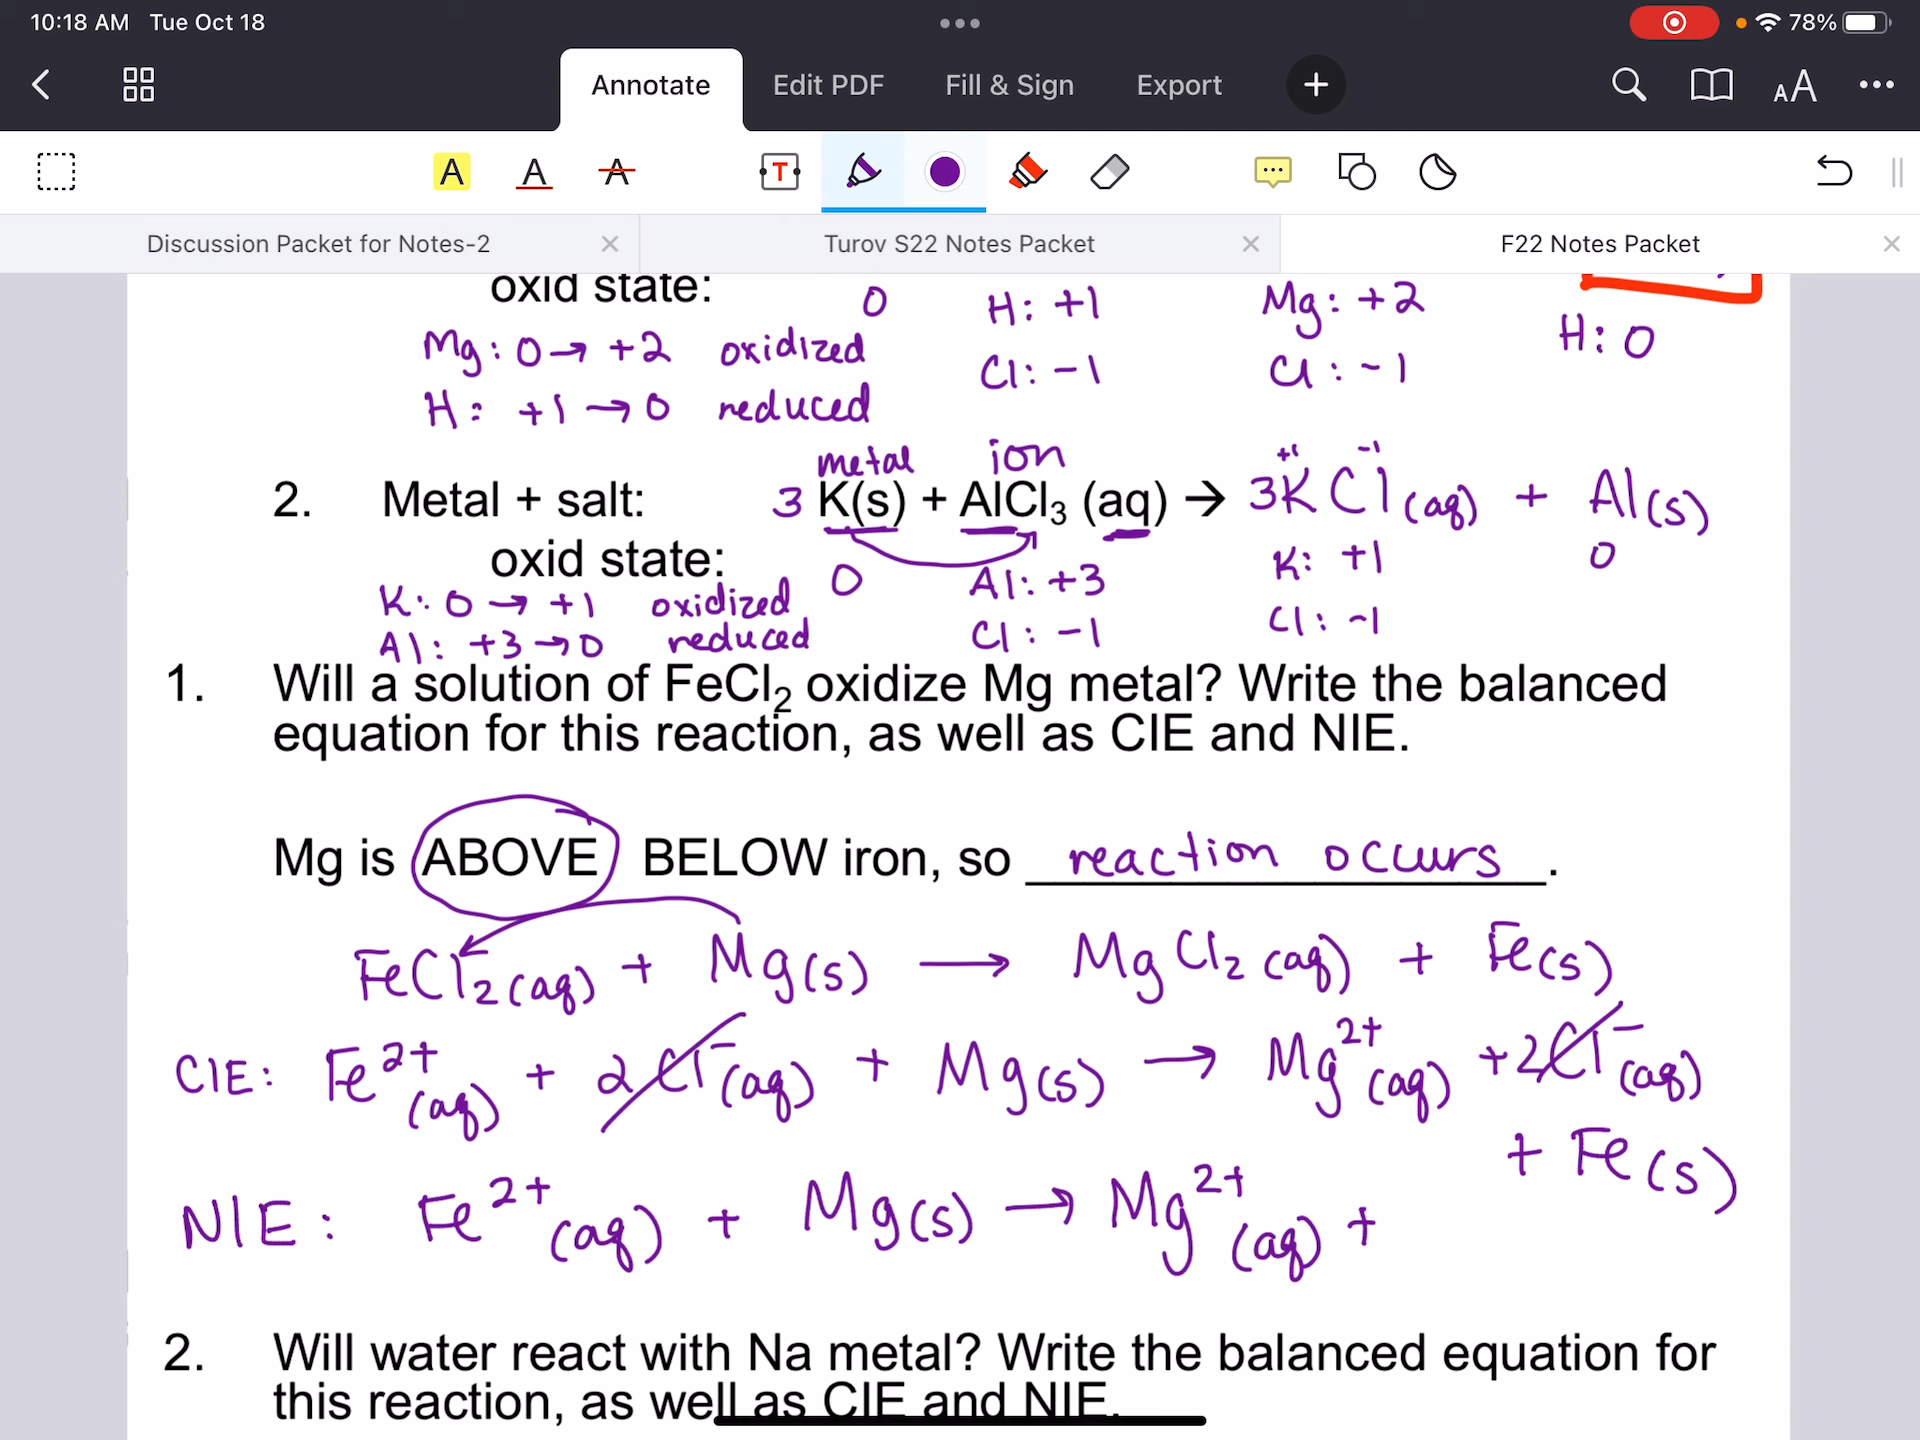 10:18 AM Tue Oct 18
78%
Annotate Edit PDF Fill & Sign Export
A A A T AA
Discussion Packet for Notes-2 Turov S22 Notes Packet F22 Notes Packet
oxid state: 0 H: +1 Mg: +2
Mg: 0 → +2 oxidized Cl: -1 Cl: -1 H: 0
H: +1 → 0 reduced
metal ion +1 -1
2. Metal + salt: 3 K(s) + AlCl₃ (aq) → 3KCl(aq) + Al(s)
oxid state: 0 Al: +3 K: +1 0
K: 0 → +1 oxidized Cl: -1 Cl: -1
Al: +3 → 0 reduced
1. Will a solution of FeCl₂ oxidize Mg metal? Write the balanced
equation for this reaction, as well as CIE and NIE.
Mg is ABOVE BELOW iron, so reaction occurs.
FeCl₂(aq) + Mg(s) → MgCl₂(aq) + Fe(s)
CIE: Fe²⁺(aq) + 2Cl⁻(aq) + Mg(s) → Mg²⁺(aq) + 2Cl⁻(aq)
+ Fe(s)
NIE: Fe²⁺(aq) + Mg(s) → Mg²⁺(aq) +
2. Will water react with Na metal? Write the balanced equation for
this reaction, as well as CIE and NIE.